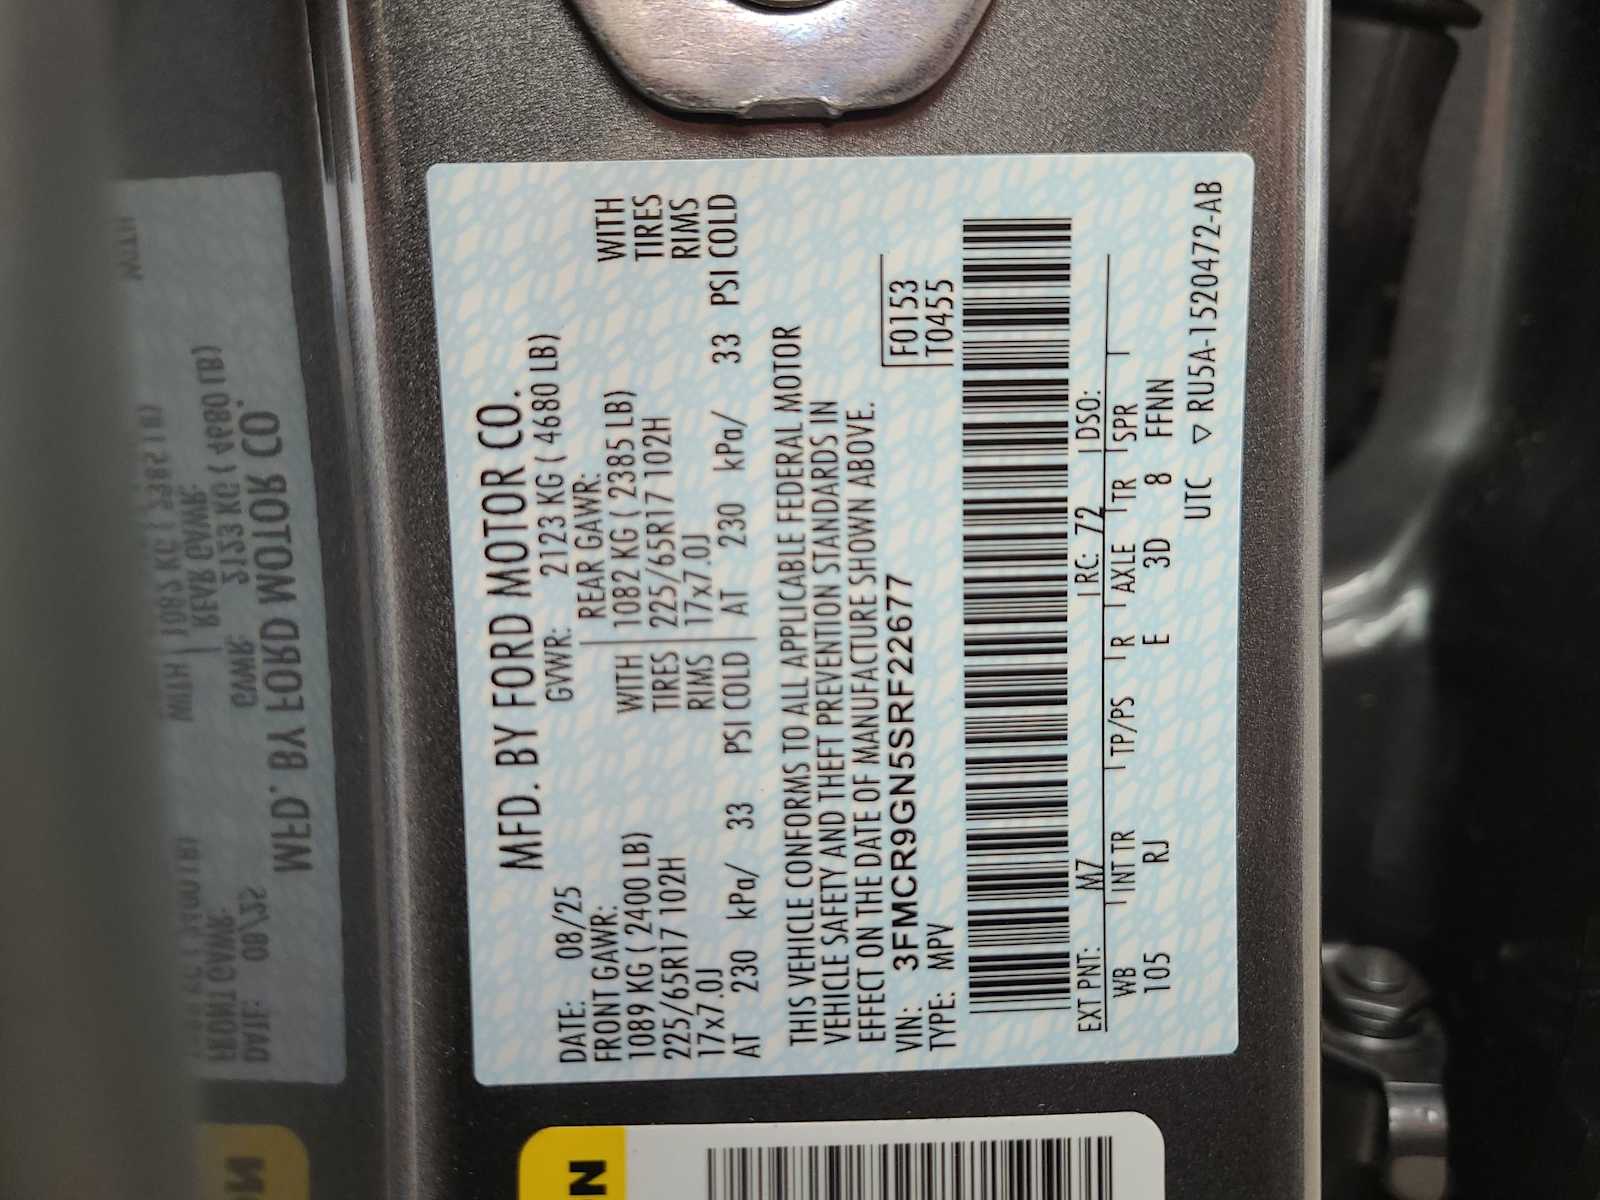 MFD. BY FORD MOTOR CO.
DATE: 08/25 GVWR: 2123 KG ( 4680 LB)
FRONT GAWR: REAR GAWR:
1089 KG ( 2400 LB) WITH 1082 KG ( 2385 LB) WITH
225/65R17 102H TIRES 225/65R17 102H TIRES
17x7.0J RIMS 17x7.0J RIMS
AT 230 kPa/ 33 PSI COLD AT 230 kPa/ 33 PSI COLD
THIS VEHICLE CONFORMS TO ALL APPLICABLE FEDERAL MOTOR
VEHICLE SAFETY AND THEFT PREVENTION STANDARDS IN
EFFECT ON THE DATE OF MANUFACTURE SHOWN ABOVE.
VIN: 3FMCR9GN5SRF22677 F0153
TYPE: MPV T0455
EXT PNT: M7 RC: 72 DSO:
WB INT TR TP/PS R AXLE TR SPR
105 RJ E 3D 8 FFNN
UTC ▽ RU5A-1520472-AB
N